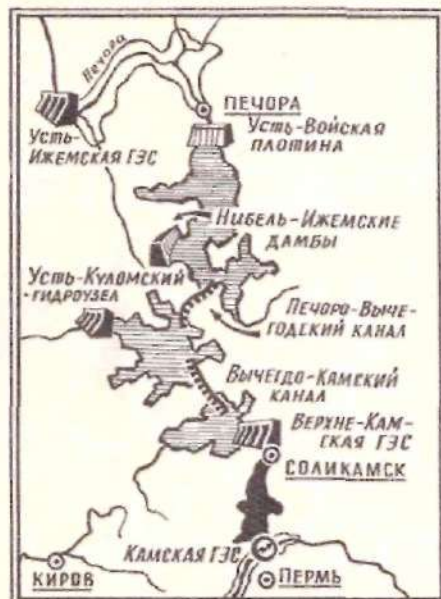 Печора
ПЕЧОРА
УСТЬ-
ИЖЕМСКАЯ ГЭС
УСТЬ-ВОЙСКАЯ
ПЛОТИНА
НИБЕЛЬ-ИЖЕМСКИЕ
ДАМБЫ
УСТЬ-КУЛОМСКИЙ
-ГИДРОУЗЕЛ
ПЕЧОРО-ВЫЧЕ-
ГОДСКИЙ КАНАЛ
ВЫЧЕГДО-КАМСКИЙ
КАНАЛ
ВЕРХНЕ-КАМ-
СКАЯ ГЭС
СОЛИКАМСК
КАМСКАЯ ГЭС
КИРОВ
ПЕРМЬ